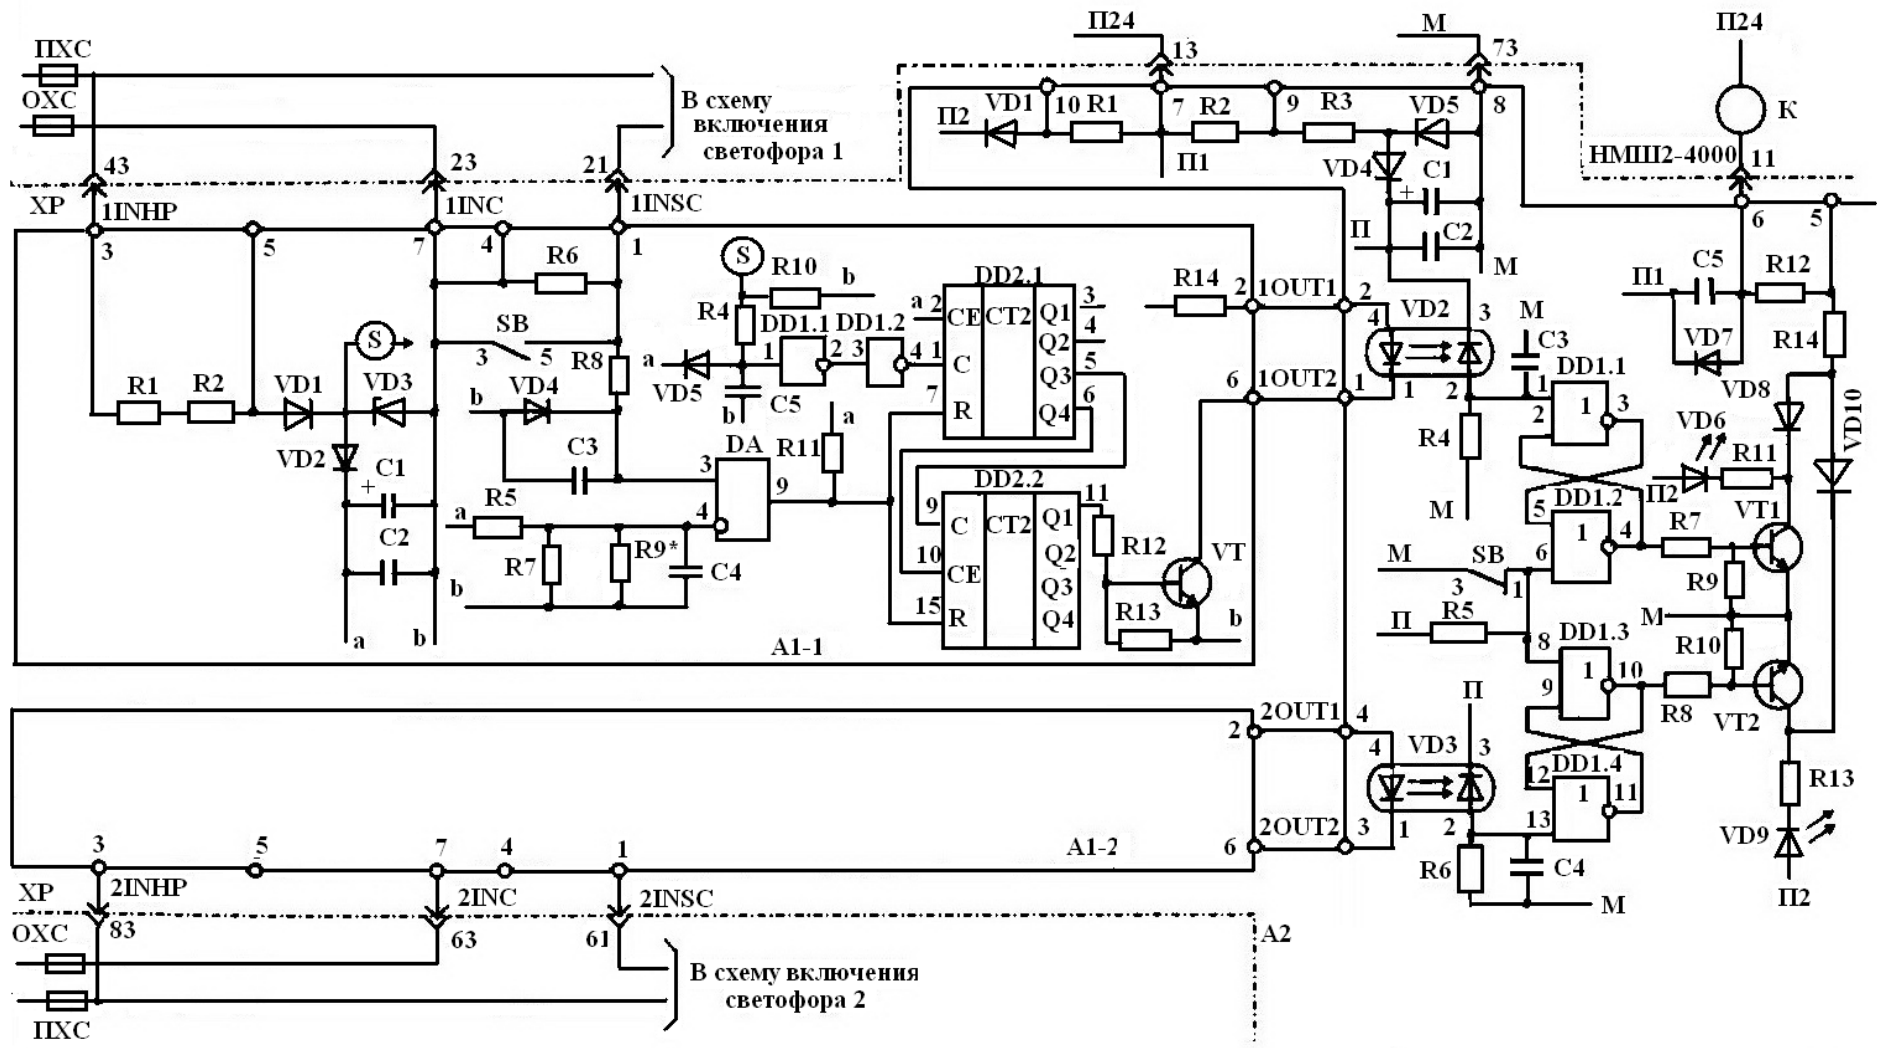 ПХС
ОХС
В схему
включения
светофора 1
43
23
21
XP
1INHP
1INC
1INSC
3
5
7
4
1
R6
SB
3
5
R8
S
R1
R2
VD1
VD3
VD2
C1
+
C2
a
b
b
VD4
C3
a
R5
R7
R9*
C4
b
S
R10
b
R4
DD1.1
DD1.2
a
VD5
1
2
3
4
C5
b
a
R11
DA
3
4
9
DD2.1
a
2
CE
CT2
1
C
7
R
Q1
3
Q2
4
Q3
5
Q4
6
DD2.2
9
C
CT2
10
CE
15
R
Q1
11
Q2
Q3
Q4
R12
VT
R13
b
R14
A1-1
2
1OUT1
2
6
1OUT2
1
П24
13
М
73
П2
VD1
10
R1
7
R2
9
R3
VD5
8
П1
VD4
C1
+
C2
П
М
VD2
4
3
1
2
М
C3
R4
М
1
2
DD1.1
1
3
DD1.2
5
6
1
4
М
SB
3
1
П
R5
DD1.3
8
9
1
10
DD1.4
12
13
1
11
R7
R9
М
R10
R8
VT1
VT2
П24
К
НМШ2-4000
11
6
5
П1
C5
R12
VD7
R14
VD8
VD10
VD6
R11
П2
R13
VD9
П2
2
2OUT1
4
6
2OUT2
3
VD3
4
3
1
2
П
R6
C4
М
A1-2
3
5
7
4
1
XP
2INHP
2INC
2INSC
83
63
61
A2
ОХС
ПХС
В схему включения
светофора 2